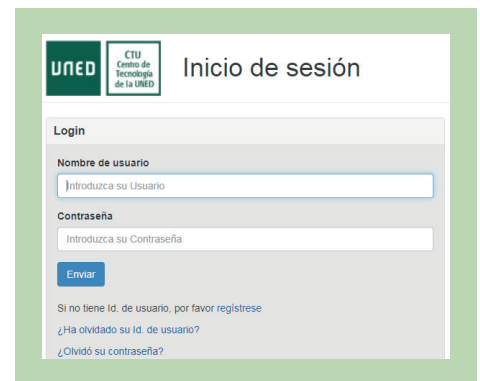 UNED
CTU
Centro de
Tecnología
de la UNED
Inicio de sesión
Login
Nombre de usuario
Introduzca su Usuario
Contraseña
Introduzca su Contraseña
Enviar
Si no tiene Id. de usuario, por favor regístrese
¿Ha olvidado su Id. de usuario?
¿Olvidó su contraseña?